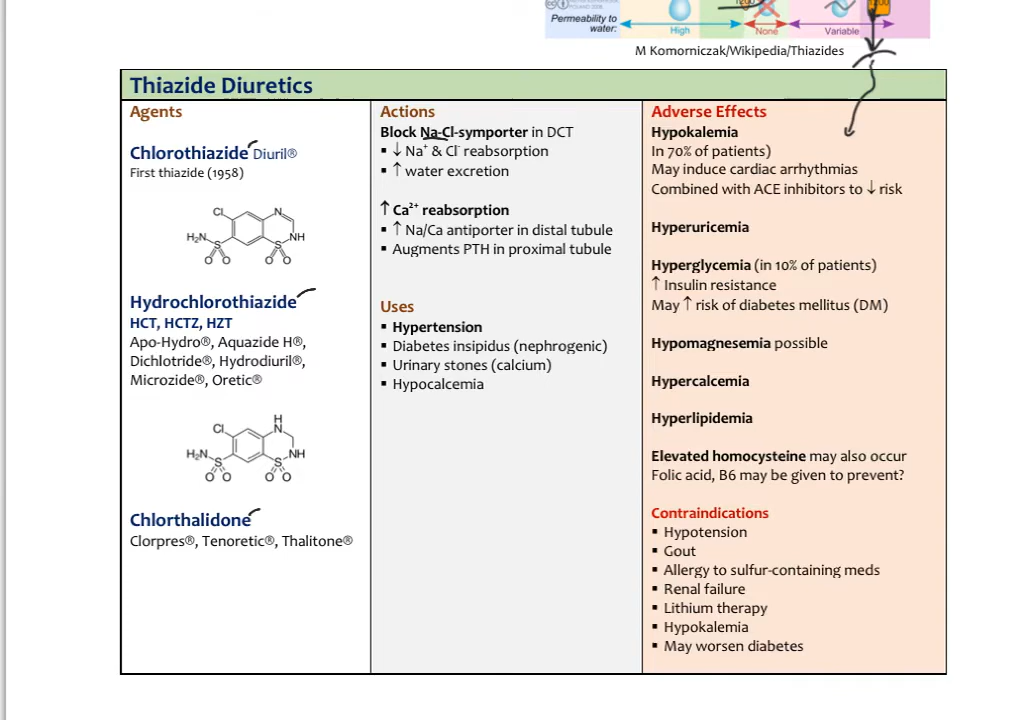 Permeability to
water:
High
None
Variable
M Komorniczak/Wikipedia/Thiazides
Thiazide Diuretics
Agents
Chlorothiazide Diuril®
First thiazide (1958)
Cl
N
NH
H₂N
S
S
O O
O O
Hydrochlorothiazide
HCT, HCTZ, HZT
Apo-Hydro®, Aquazide H®,
Dichlotride®, Hydrodiuril®,
Microzide®, Oretic®
H
Cl
N
NH
H₂N
S
S
O O
O O
Chlorthalidone
Clorpres®, Tenoretic®, Thalitone®
Actions
Block Na-Cl-symporter in DCT
▪ ↓ Na⁺ & Cl⁻ reabsorption
▪ ↑ water excretion
↑ Ca²⁺ reabsorption
▪ ↑ Na/Ca antiporter in distal tubule
▪ Augments PTH in proximal tubule
Uses
▪ Hypertension
▪ Diabetes insipidus (nephrogenic)
▪ Urinary stones (calcium)
▪ Hypocalcemia
Adverse Effects
Hypokalemia
In 70% of patients)
May induce cardiac arrhythmias
Combined with ACE inhibitors to ↓ risk
Hyperuricemia
Hyperglycemia (in 10% of patients)
↑ Insulin resistance
May ↑ risk of diabetes mellitus (DM)
Hypomagnesemia possible
Hypercalcemia
Hyperlipidemia
Elevated homocysteine may also occur
Folic acid, B6 may be given to prevent?
Contraindications
▪ Hypotension
▪ Gout
▪ Allergy to sulfur-containing meds
▪ Renal failure
▪ Lithium therapy
▪ Hypokalemia
▪ May worsen diabetes